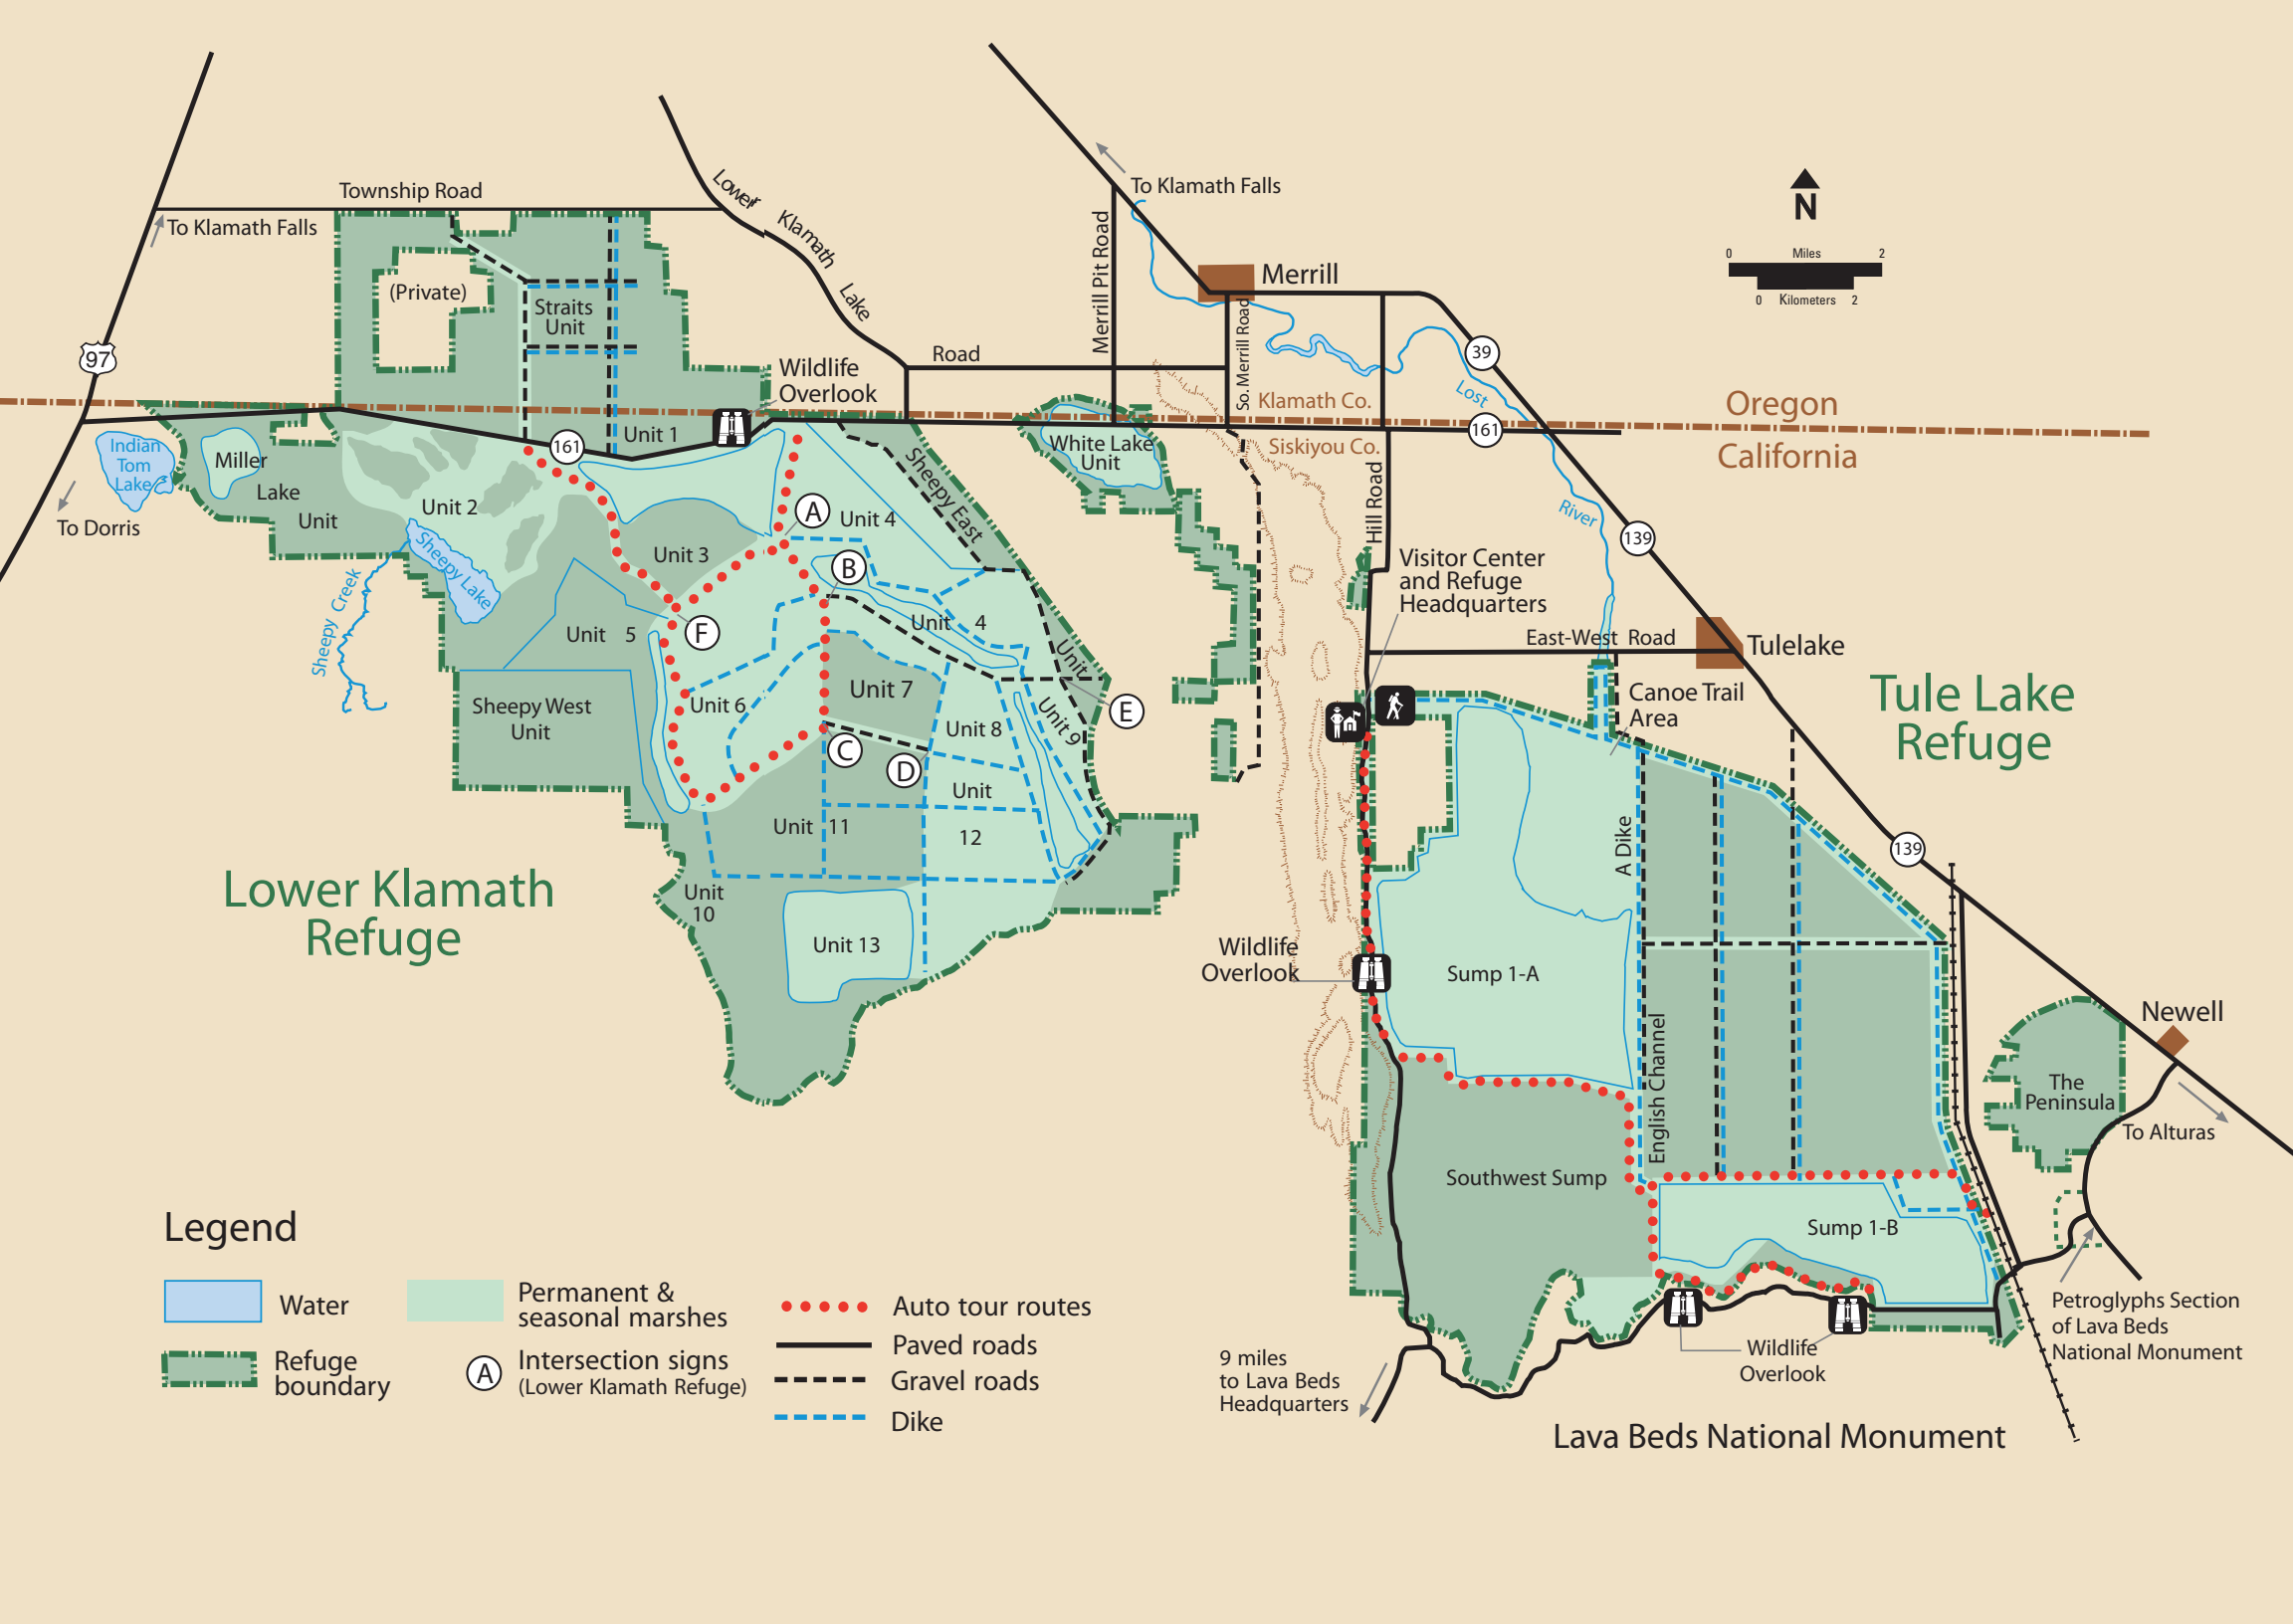 Township Road
To Klamath Falls
(Private)
Straits
Unit
97
Lower
Klamath
Lake
Road
Wildlife
Overlook
To Klamath Falls
Merrill Pit Road
Merrill
So. Merrill Road
39
Lost
River
Klamath Co.
Siskiyou Co.
161
Oregon
California
N
0 Miles 2
0 Kilometers 2
Indian
Tom
Lake
Miller
Lake
Unit
To Dorris
161
Unit 1
Unit 2
Sheepy Lake
Sheepy Creek
Unit 3
A
Unit 4
B
Sheepy East
Unit
White Lake
Unit
Hill Road
139
Visitor Center
and Refuge
Headquarters
East-West Road
Tulelake
Unit 5
F
Unit 4
E
Sheepy West
Unit
Unit 6
Unit 7
Unit 8
Unit 9
C
D
Canoe Trail
Area
Tule Lake
Refuge
Unit
12
Unit 11
A Dike
139
Lower Klamath
Refuge
Unit
10
Unit 13
Wildlife
Overlook
Sump 1-A
English Channel
Newell
The
Peninsula
To Alturas
Southwest Sump
Sump 1-B
Wildlife
Overlook
Petroglyphs Section
of Lava Beds
National Monument
9 miles
to Lava Beds
Headquarters
Lava Beds National Monument
Legend
Water
Refuge
boundary
Permanent &
seasonal marshes
A
Intersection signs
(Lower Klamath Refuge)
Auto tour routes
Paved roads
Gravel roads
Dike